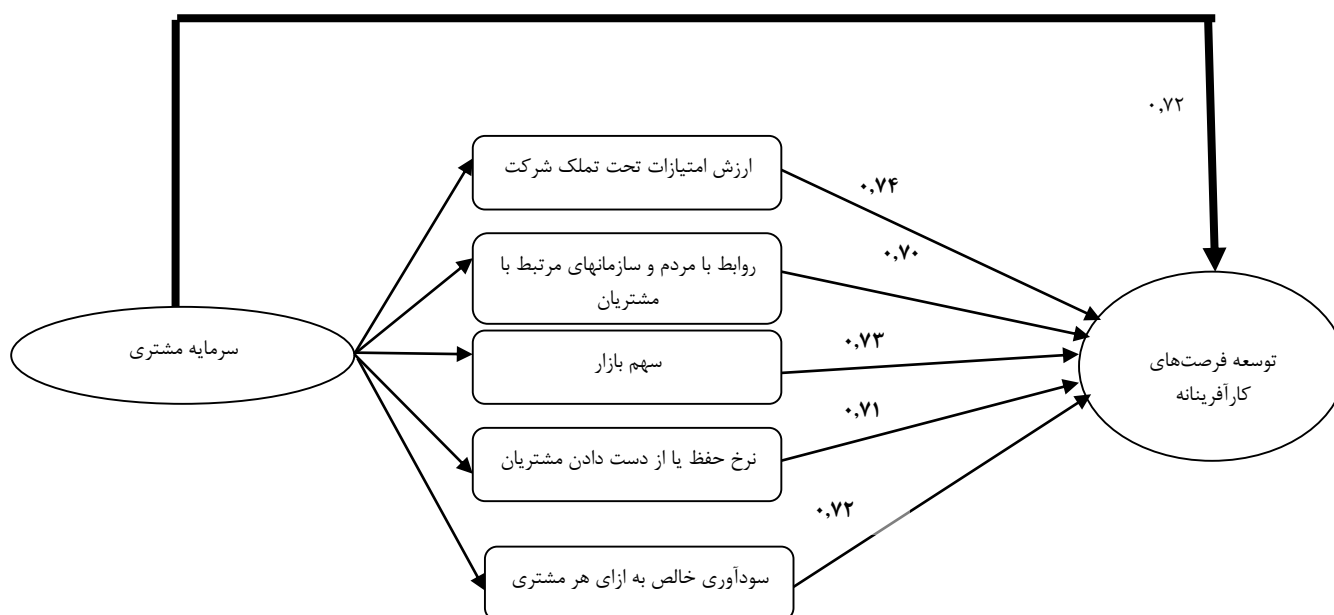 ۰,۷۲
ارزش امتیازات تحت تملک شرکت
۰,۷۴
روابط با مردم و سازمانهای مرتبط با
مشتریان
۰,۷۰
سرمایه مشتری
سهم بازار
۰,۷۳
توسعه فرصت‌های
کارآفرینانه
نرخ حفظ یا از دست دادن مشتریان
۰,۷۱
سودآوری خالص به ازای هر مشتری
۰,۷۲